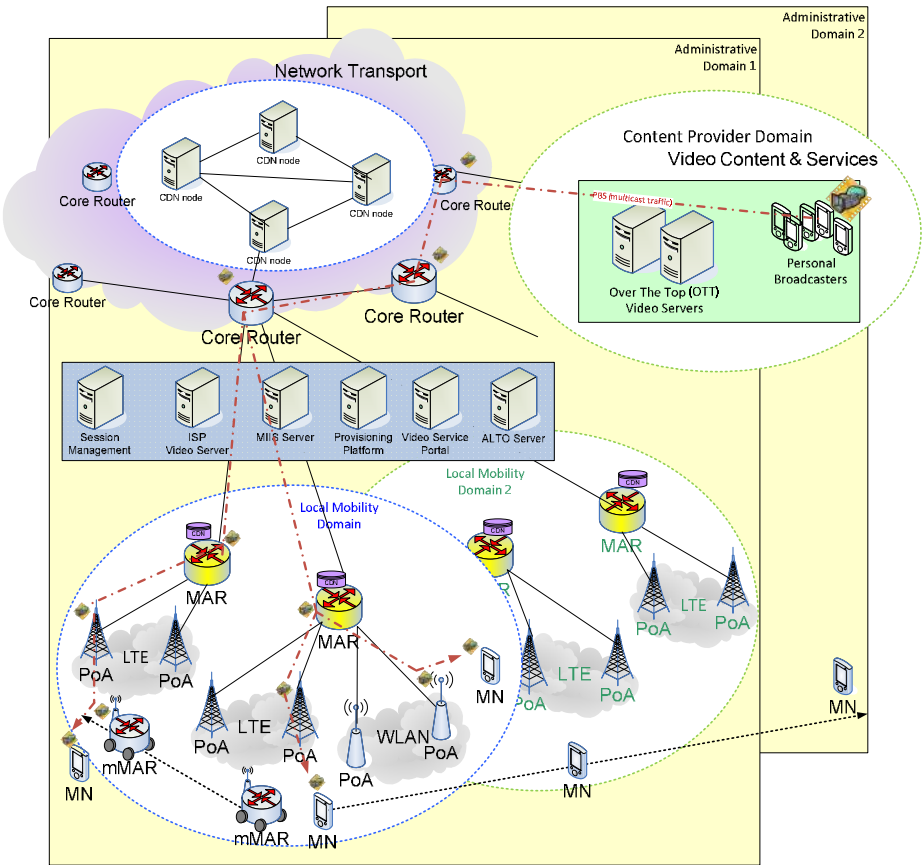 Administrative
Domain 2
Administrative
Domain 1
Network Transport
Content Provider Domain
Video Content & Services
CDN node
CDN node
CDN node
CDN node
Core Router
Core Router
PBS (multicast traffic)
Personal
Broadcasters
Over The Top (OTT)
Video Servers
Core Router
Core Router
Core Router
Session
Management
ISP
Video Server
MIIS Server
Provisioning
Platform
Video Service
Portal
ALTO Server
Local Mobility
Domain 2
Local Mobility
Domain
CDN
CDN
CDN
CDN
MAR
MAR
MAR
LTE
PoA
PoA
LTE
PoA
PoA
LTE
PoA
PoA
MN
LTE
PoA
PoA
WLAN
PoA
PoA
MN
mMAR
MN
MN
mMAR
MN